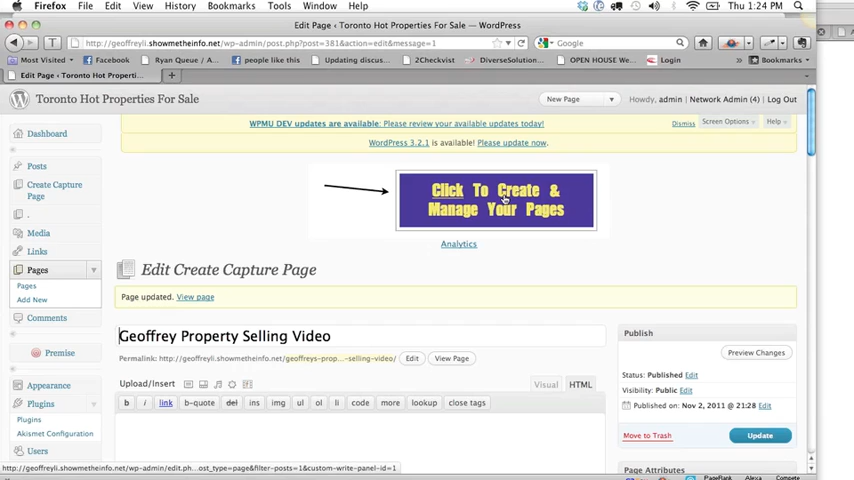 Firefox File Edit View History Bookmarks Tools Window Help Thu 1:24 PM
Edit Page ‹ Toronto Hot Properties For Sale — WordPress
http://geoffreyli.showmetheinfo.net/wp-admin/post.php?post=381&action=edit&message=1
Google
Most Visited Facebook Ryan Queue / Ad... people like this Updating discus... 2Checkvist DiverseSolution... OPEN HOUSE We... Login Bookmarks
Edit Page ‹ Toronto Hot Properti...
Toronto Hot Properties For Sale New Page Howdy, admin | Network Admin (4) | Log Out
WPMU DEV updates are available: Please review your available updates today! Dismiss Screen Options Help
Dashboard
WordPress 3.2.1 is available! Please update now.
Posts
Create Capture
Page
.
Media
Links
Pages
Pages
Add New
Comments
Premise
Appearance
Plugins
Plugins
Akismet Configuration
Users
Click To Create &
Manage Your Pages
Analytics
Edit Create Capture Page
Page updated. View page
Geoffrey Property Selling Video
Permalink: http://geoffreyli.showmetheinfo.net/geoffreys-prop...-selling-video/ Edit View Page
Upload/Insert Visual HTML
b i link b-quote del ins img ul ol li code more lookup close tags
Publish
Preview Changes
Status: Published Edit
Visibility: Public Edit
Published on: Nov 2, 2011 @ 21:28 Edit
Move to Trash Update
Page Attributes
http://geoffreyli.showmetheinfo.net/wp-admin/edit.ph...ost_type=page&filter-posts=1&custom-write-panel-id=1
PageRank Alexa Compete